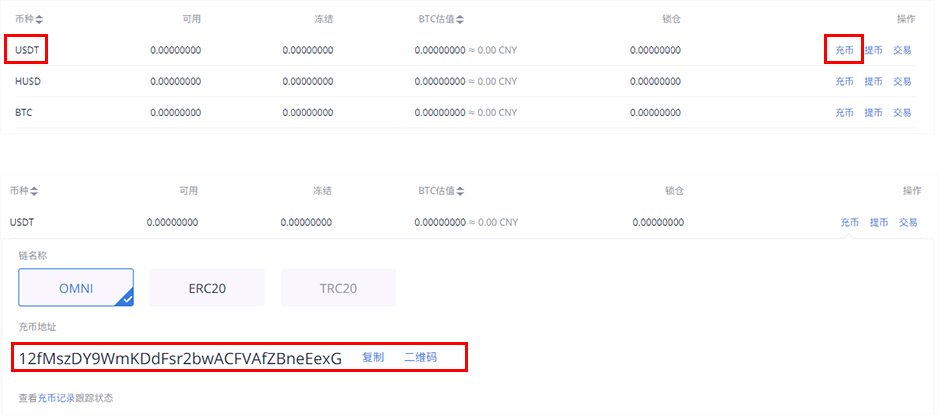 币种 可用 冻结 BTC估值 锁仓 操作
USDT 0.00000000 0.00000000 0.00000000 ≈ 0.00 CNY 0.00000000 充币 提币 交易
HUSD 0.00000000 0.00000000 0.00000000 ≈ 0.00 CNY 0.00000000 充币 提币 交易
BTC 0.00000000 0.00000000 0.00000000 ≈ 0.00 CNY 0.00000000 充币 提币 交易
币种 可用 冻结 BTC估值 锁仓 操作
USDT 0.00000000 0.00000000 0.00000000 ≈ 0.00 CNY 0.00000000 充币 提币 交易
链名称
OMNI ERC20 TRC20
充币地址
12fMszDY9WmKDdFsr2bwACFVAfZBneEexG 复制 二维码
查看充币记录跟踪状态